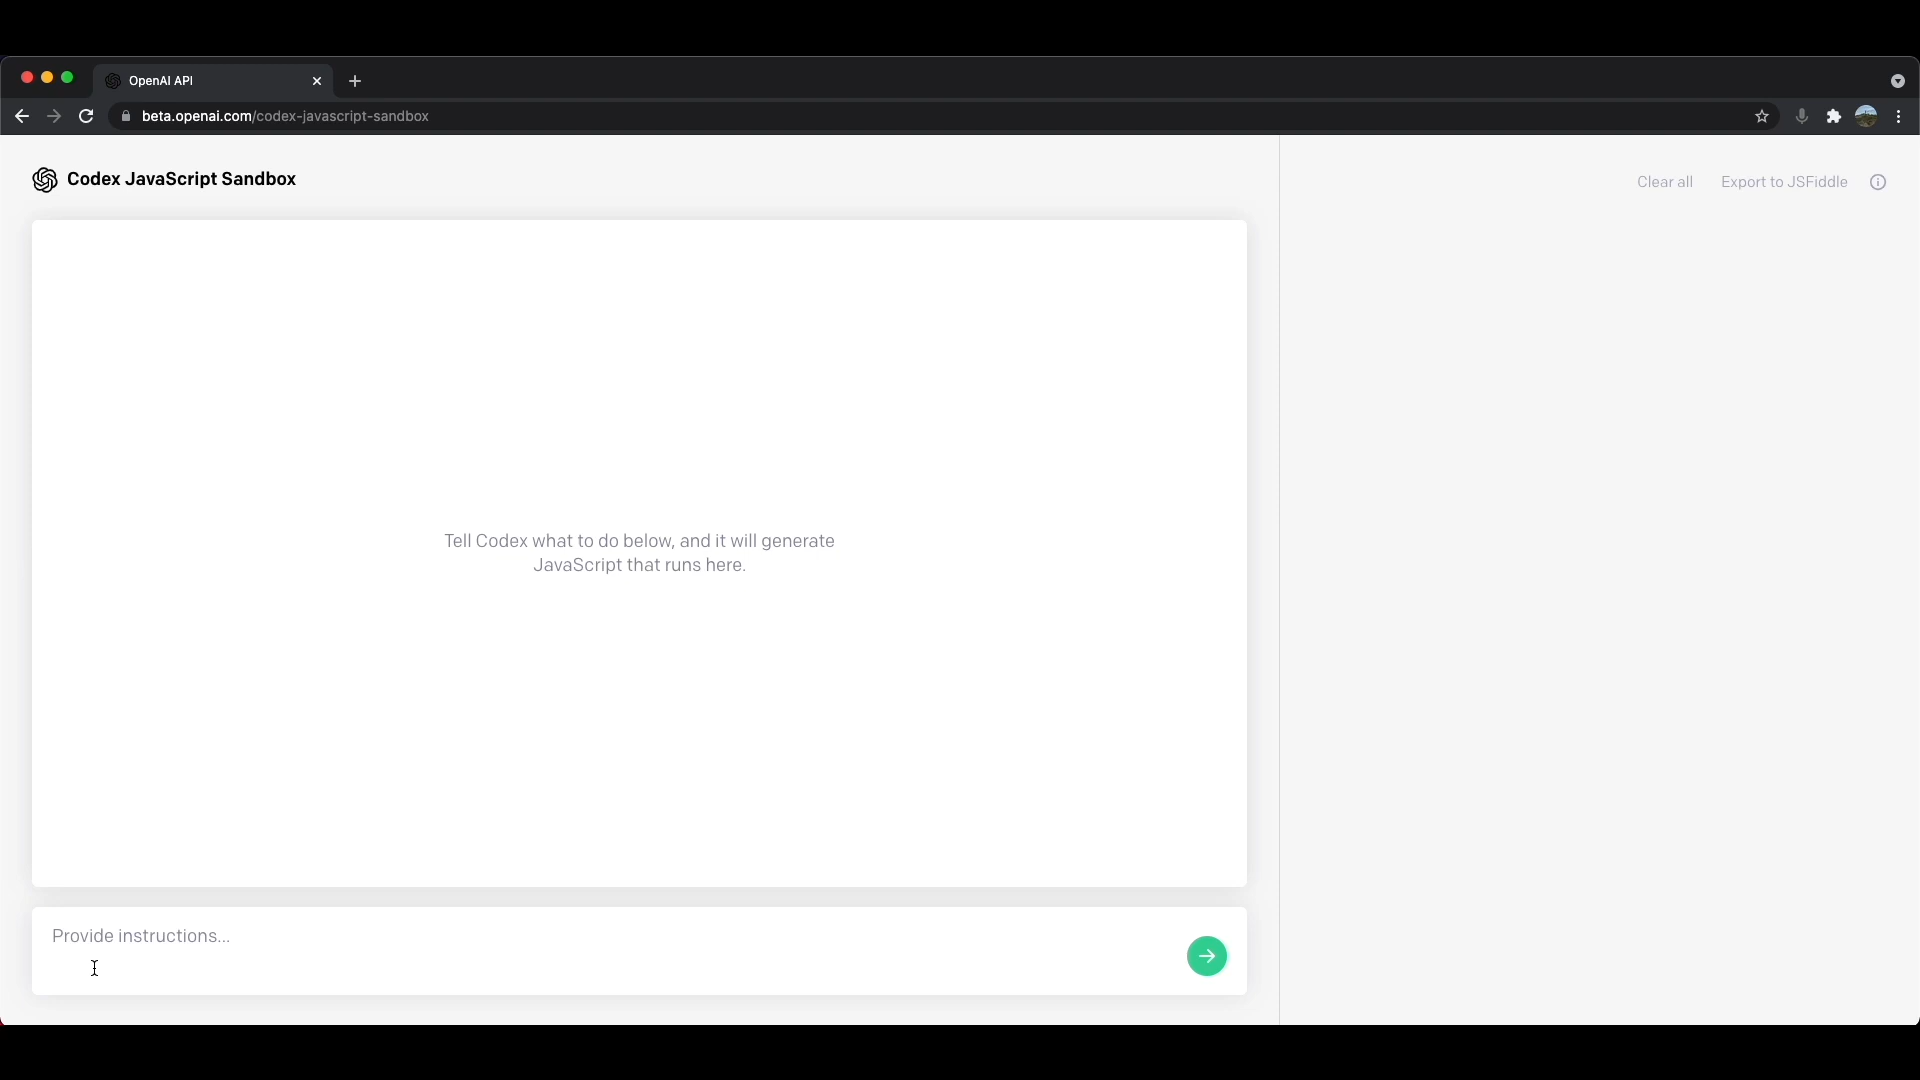 OpenAI API
beta.openai.com/codex-javascript-sandbox
Codex JavaScript Sandbox
Clear all
Export to JSFiddle
Tell Codex what to do below, and it will generate
JavaScript that runs here.
Provide instructions...